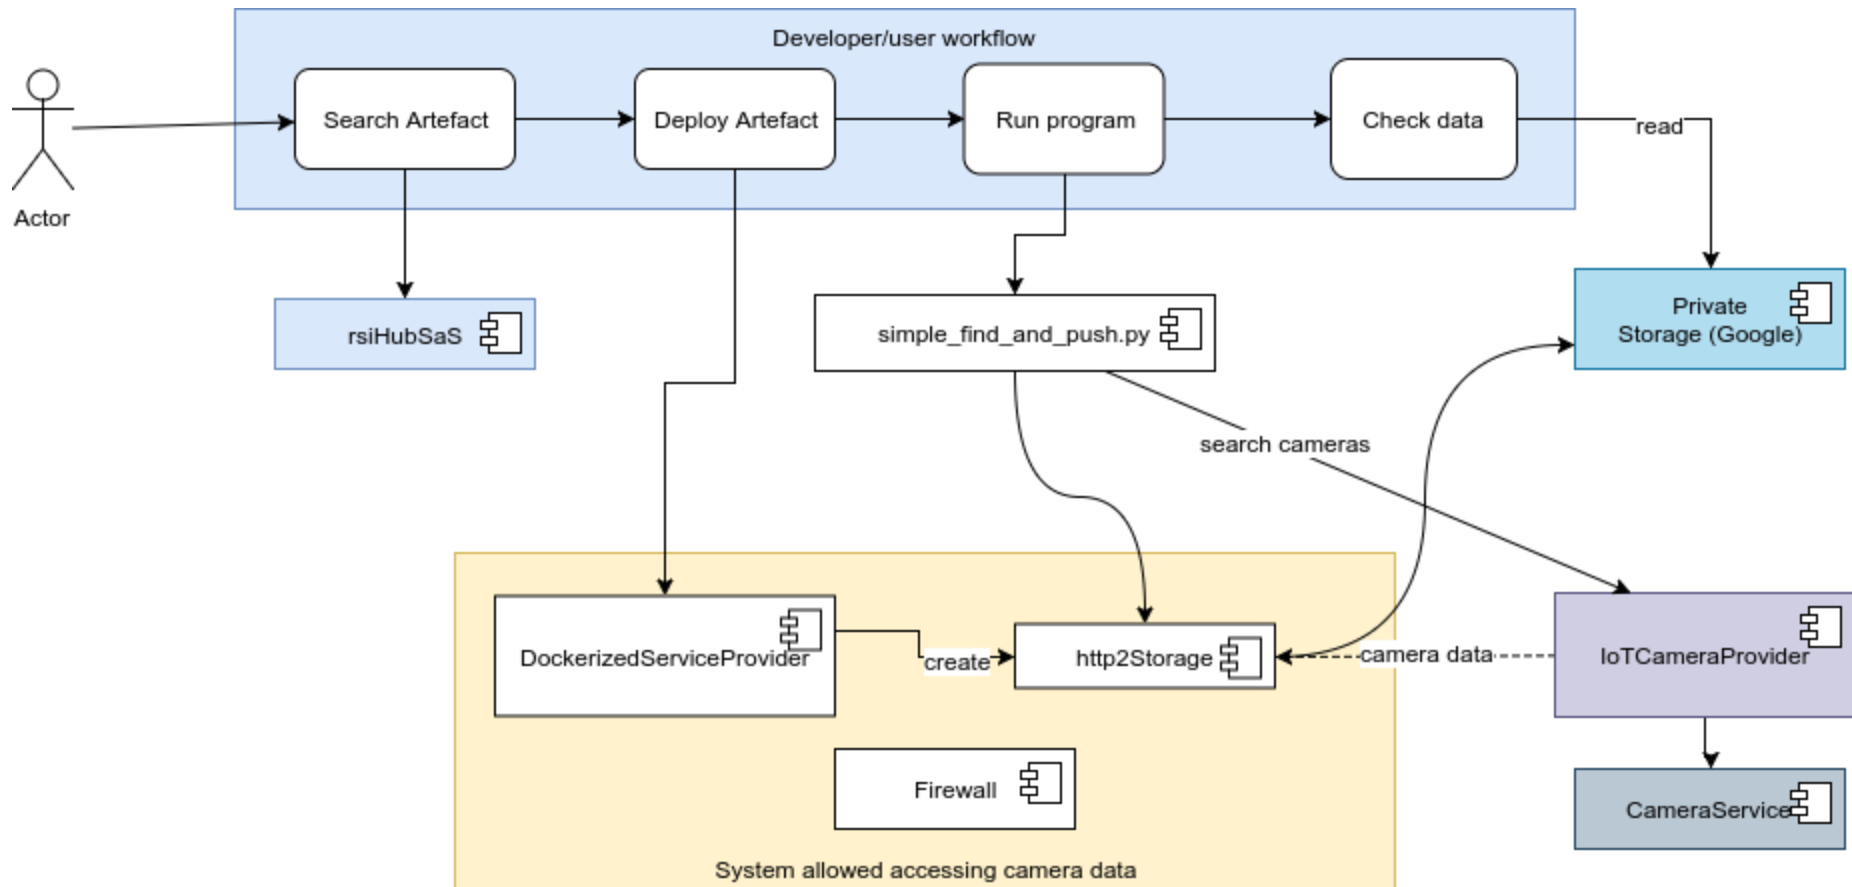 Developer/user workflow
Search Artefact
Deploy Artefact
Run program
Check data
read
Actor
rsiHubSaS
simple_find_and_push.py
Private
Storage (Google)
search cameras
DockerizedServiceProvider
create
http2Storage
camera data
IoTCameraProvider
Firewall
CameraService
System allowed accessing camera data